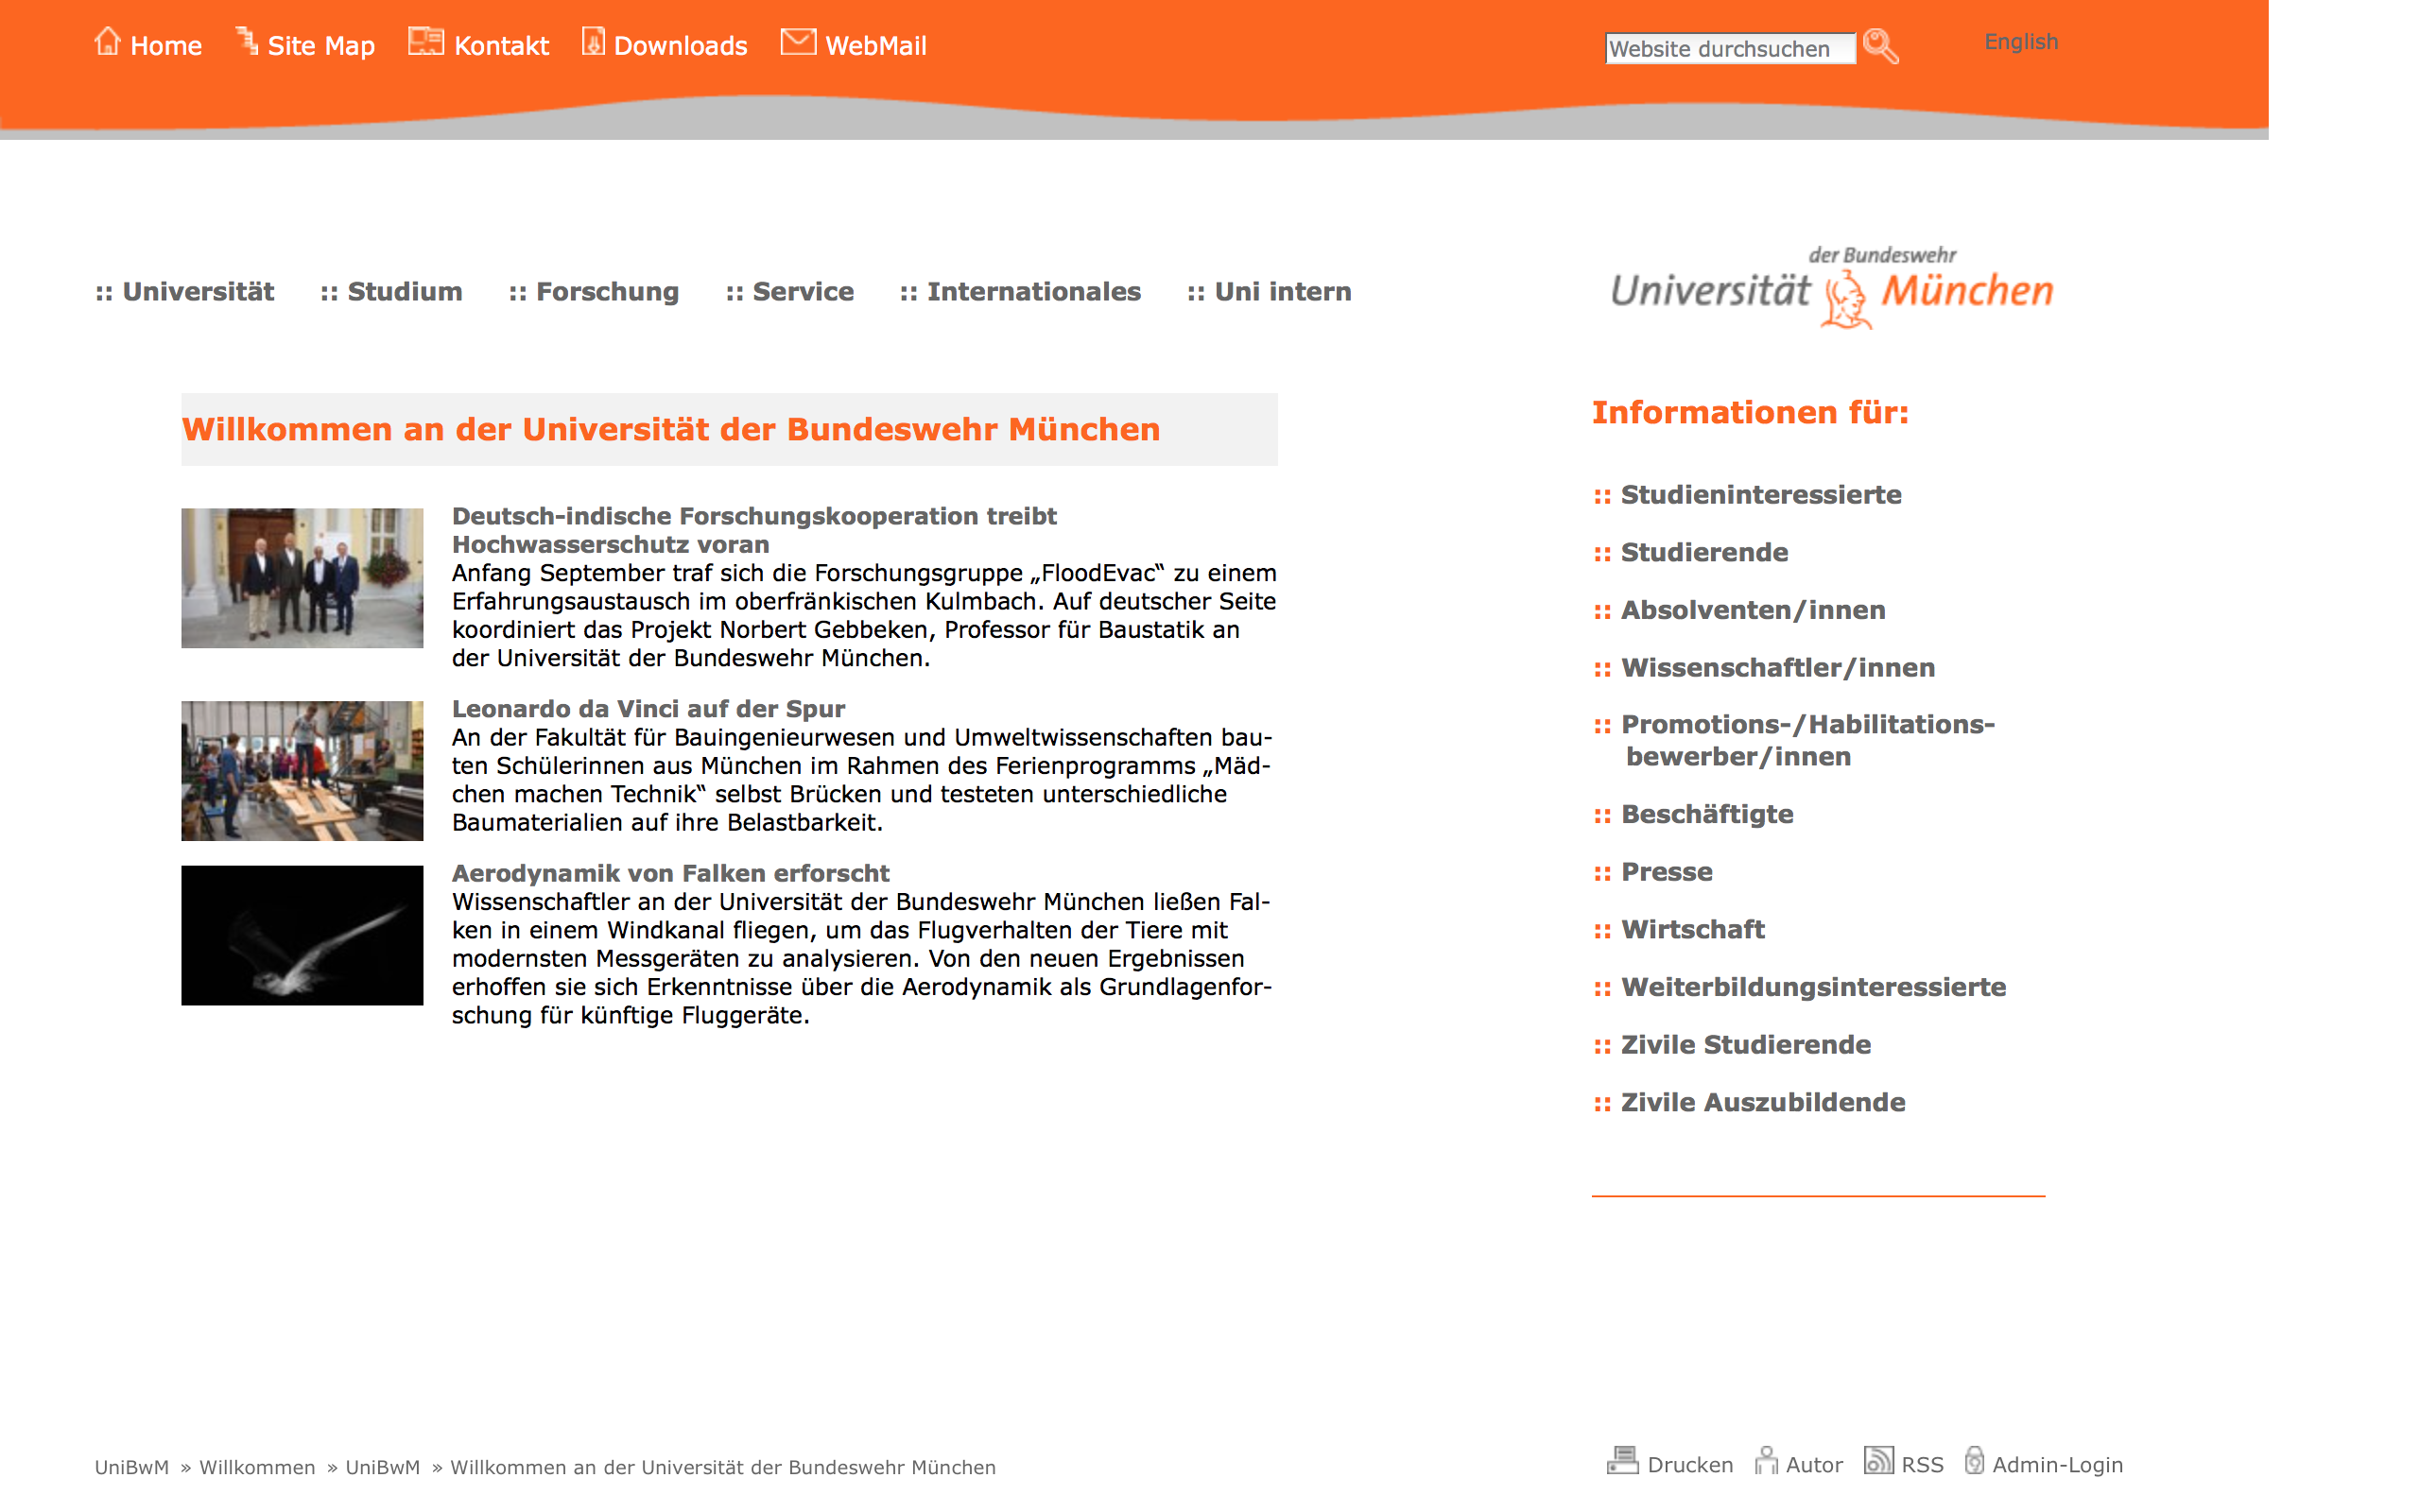 Home Site Map Kontakt Downloads WebMail
Website durchsuchen English
:: Universität :: Studium :: Forschung :: Service :: Internationales :: Uni intern
der Bundeswehr
Universität München
Willkommen an der Universität der Bundeswehr München
Deutsch-indische Forschungskooperation treibt
Hochwasserschutz voran
Anfang September traf sich die Forschungsgruppe „FloodEvac“ zu einem
Erfahrungsaustausch im oberfränkischen Kulmbach. Auf deutscher Seite
koordiniert das Projekt Norbert Gebbeken, Professor für Baustatik an
der Universität der Bundeswehr München.
Leonardo da Vinci auf der Spur
An der Fakultät für Bauingenieurwesen und Umweltwissenschaften bau-
ten Schülerinnen aus München im Rahmen des Ferienprogramms „Mäd-
chen machen Technik“ selbst Brücken und testeten unterschiedliche
Baumaterialien auf ihre Belastbarkeit.
Aerodynamik von Falken erforscht
Wissenschaftler an der Universität der Bundeswehr München ließen Fal-
ken in einem Windkanal fliegen, um das Flugverhalten der Tiere mit
modernsten Messgeräten zu analysieren. Von den neuen Ergebnissen
erhoffen sie sich Erkenntnisse über die Aerodynamik als Grundlagenfor-
schung für künftige Fluggeräte.
Informationen für:
:: Studieninteressierte
:: Studierende
:: Absolventen/innen
:: Wissenschaftler/innen
:: Promotions-/Habilitations-
bewerber/innen
:: Beschäftigte
:: Presse
:: Wirtschaft
:: Weiterbildungsinteressierte
:: Zivile Studierende
:: Zivile Auszubildende
UniBwM » Willkommen » UniBwM » Willkommen an der Universität der Bundeswehr München
Drucken Autor RSS Admin-Login